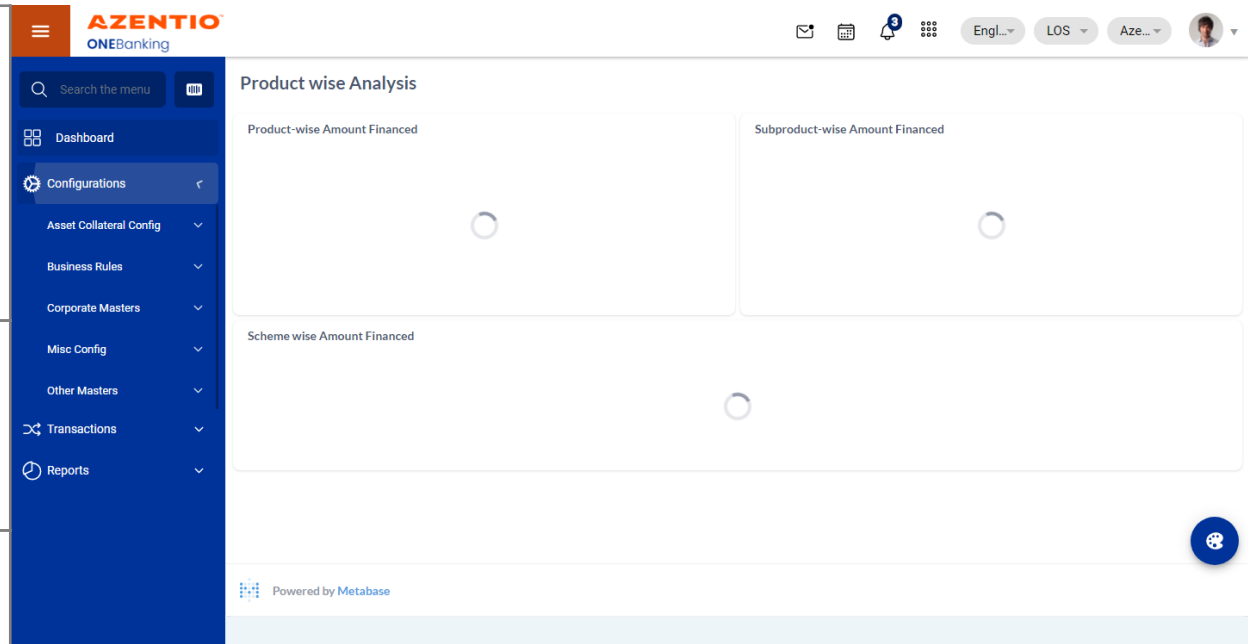 AZENTIO
ONEBanking
3
Engl...
LOS
Aze...
Search the menu
Dashboard
Configurations
Asset Collateral Config
Business Rules
Corporate Masters
Misc Config
Other Masters
Transactions
Reports
Product wise Analysis
Product-wise Amount Financed
Subproduct-wise Amount Financed
Scheme wise Amount Financed
Powered by Metabase